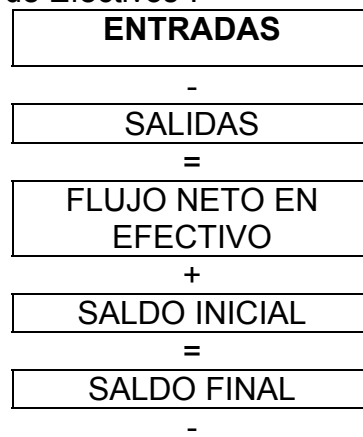 ENTRADAS
-
SALIDAS
=
FLUJO NETO EN
EFECTIVO
+
SALDO INICIAL
=
SALDO FINAL
-